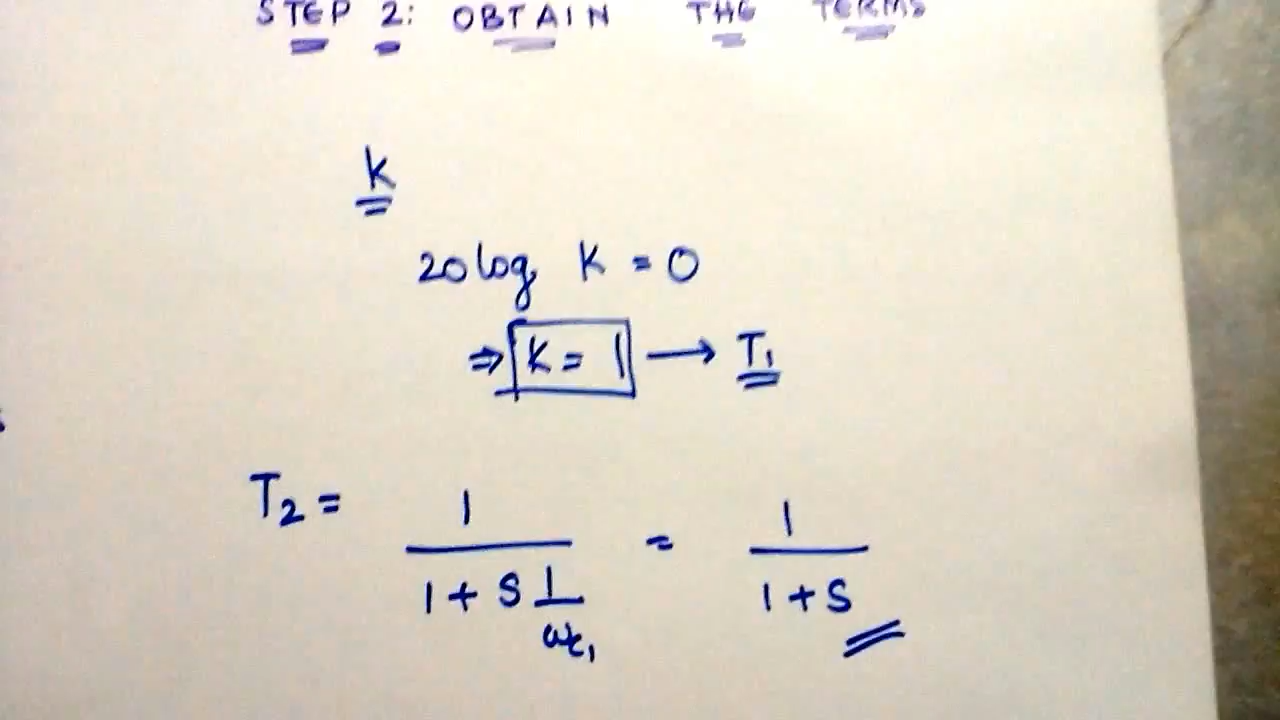 STEP 2: OBTAIN THE TERMS
K
20 log K = 0
⇒ K = 1 → T₁
T₂ = 1 / (1 + S 1/ωc₁) = 1 / (1 + S)